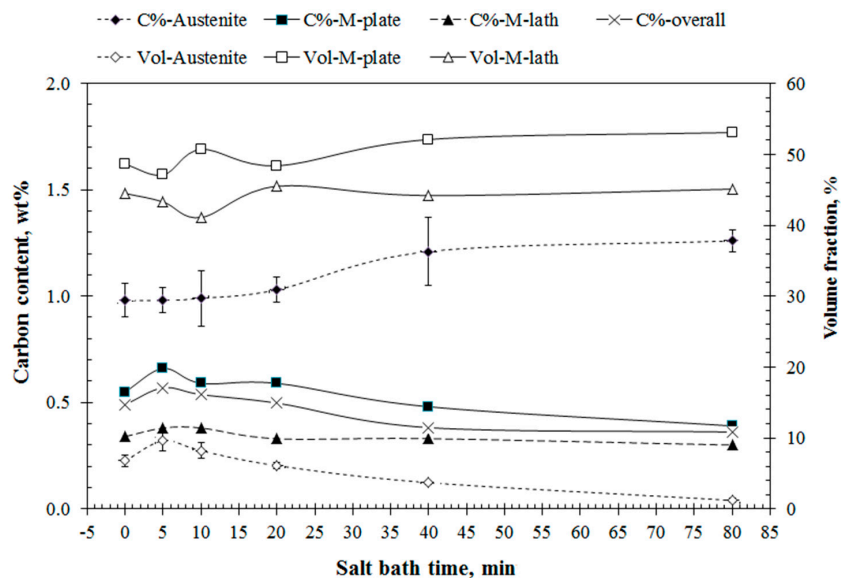 C%-Austenite C%-M-plate C%-M-lath C%-overall
Vol-Austenite Vol-M-plate Vol-M-lath
2.0 60
50
1.5
40
1.0 30
20
0.5
10
0.0 0
-5 0 5 10 15 20 25 30 35 40 45 50 55 60 65 70 75 80 85
Carbon content, wt%
Volume fraction, %
Salt bath time, min